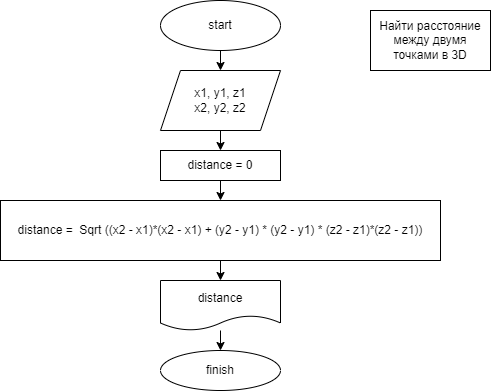 start
Найти расстояние
между двумя
точками в 3D
x1, y1, z1
x2, y2, z2
distance = 0
distance =  Sqrt ((x2 - x1)*(x2 - x1) + (y2 - y1) * (y2 - y1) * (z2 - z1)*(z2 - z1))
distance
finish